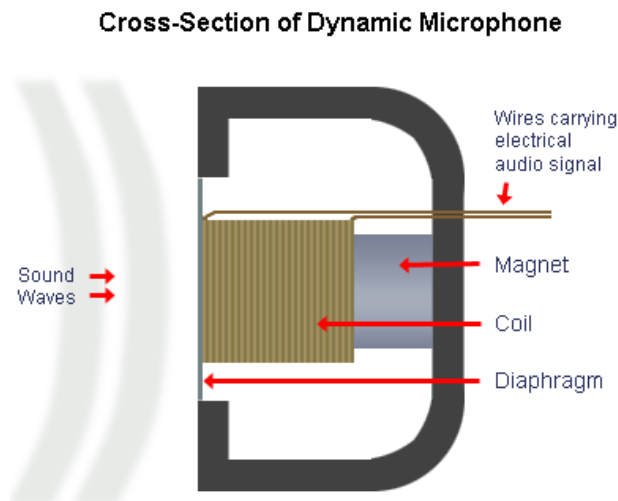 Cross-Section of Dynamic Microphone
Wires carrying
electrical
audio signal
Sound
Waves
Magnet
Coil
Diaphragm